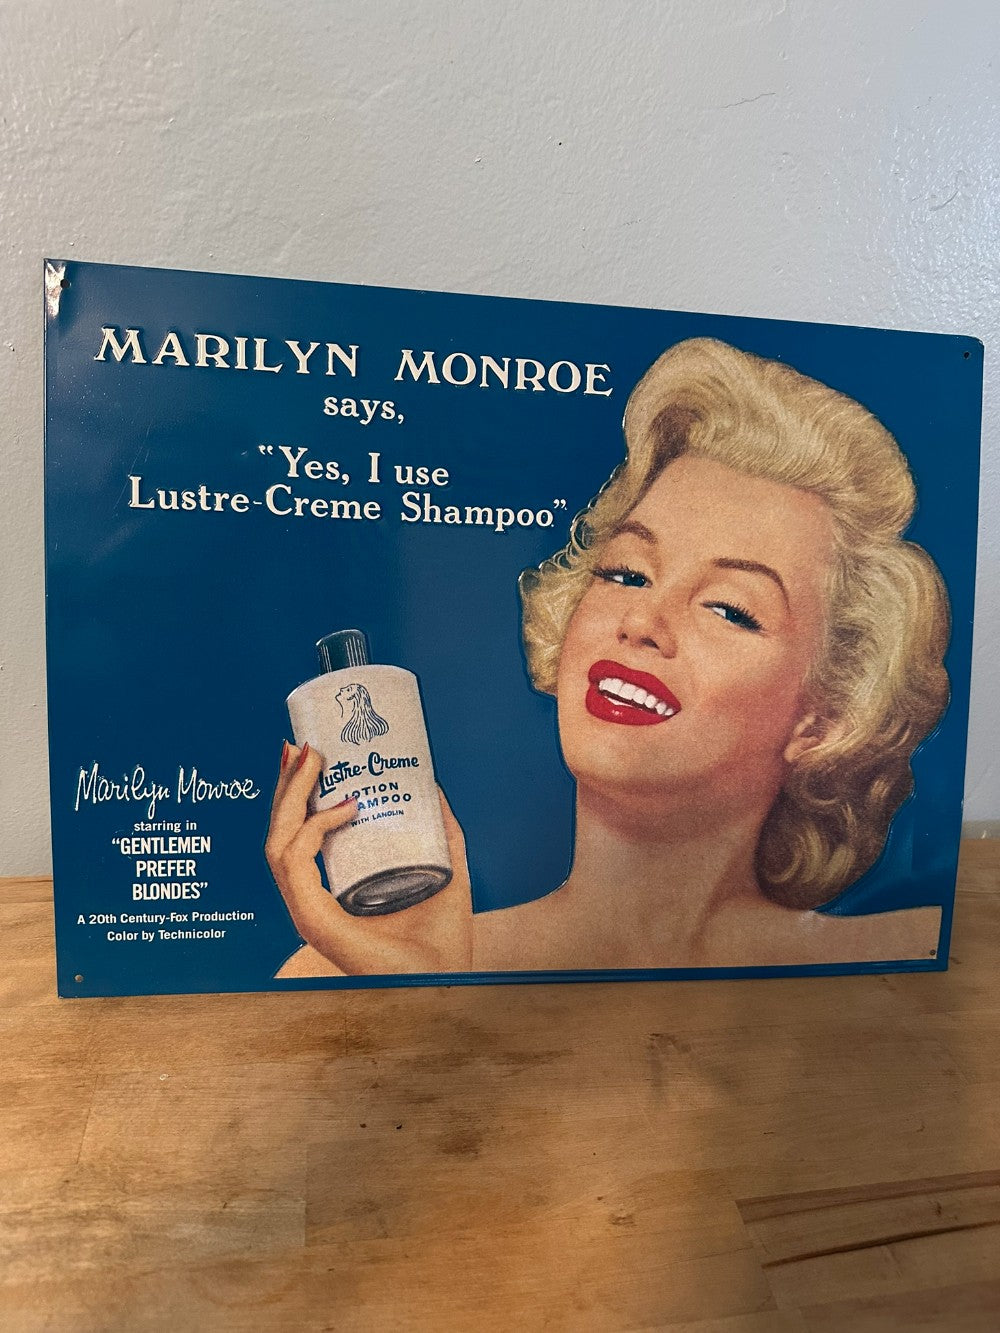 MARILYN MONROE
says,
"Yes, I use
Lustre-Creme Shampoo."
Lustre-Creme
LOTION
SHAMPOO
WITH LANOLIN
Marilyn Monroe
starring in
"GENTLEMEN
PREFER
BLONDES"
A 20th Century-Fox Production
Color by Technicolor